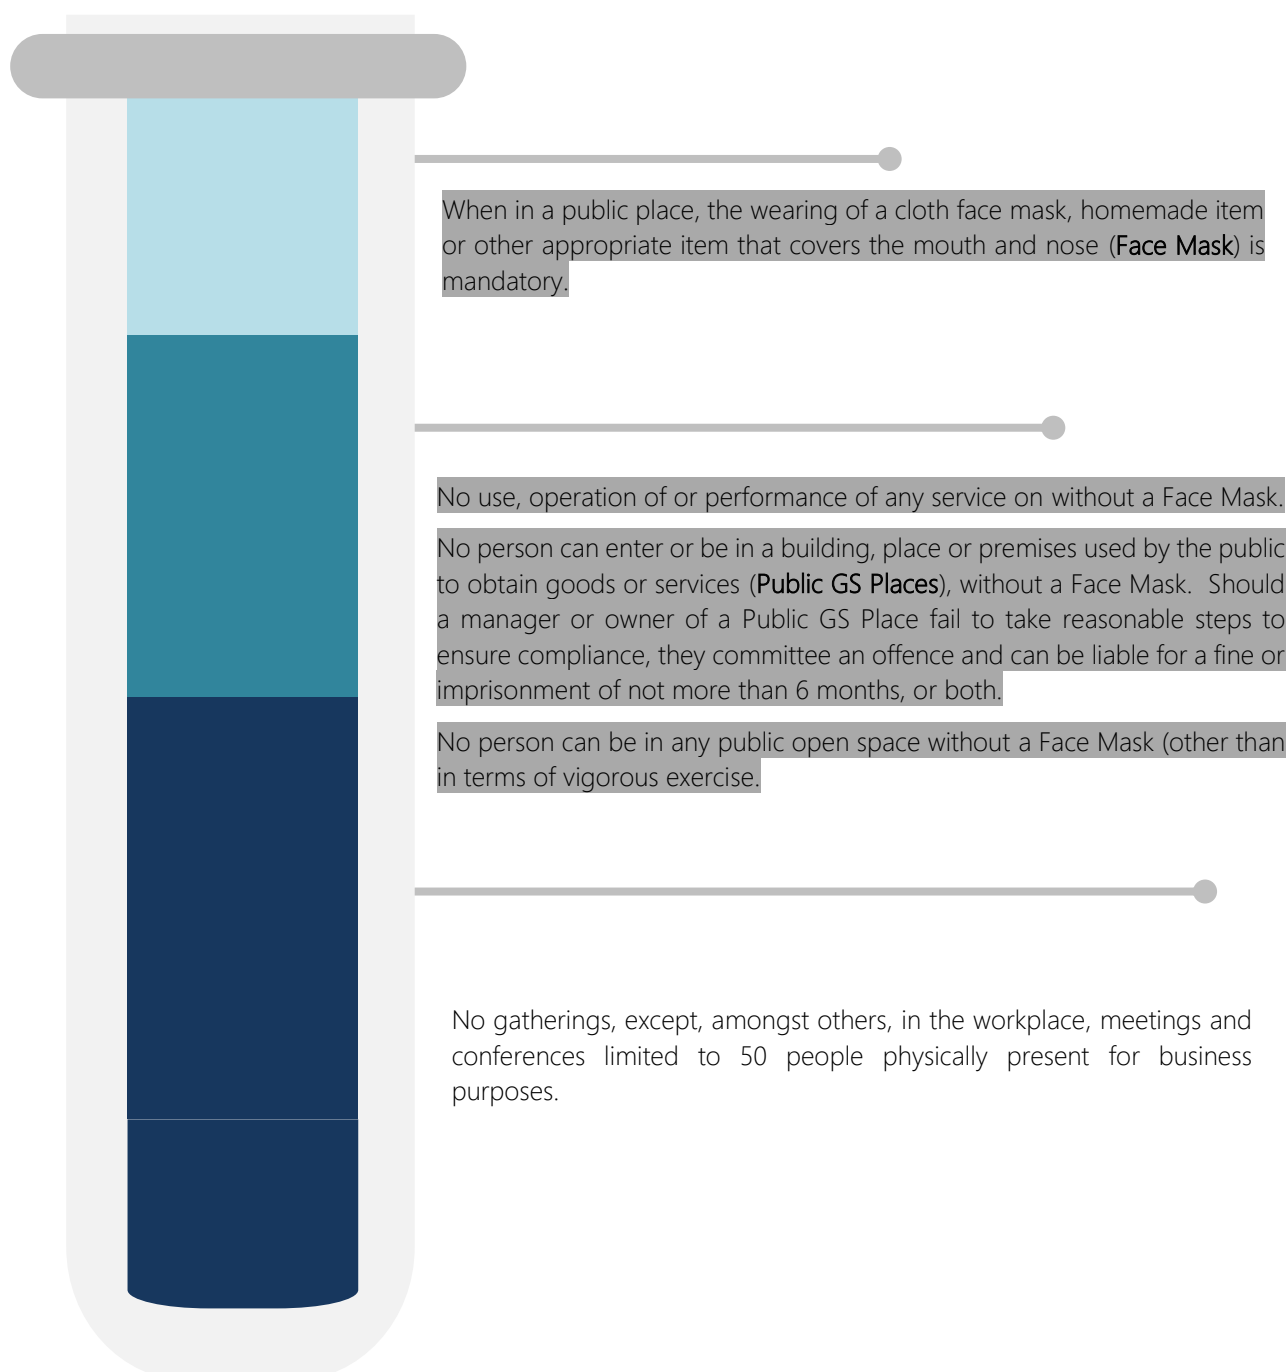 When in a public place, the wearing of a cloth face mask, homemade item
or other appropriate item that covers the mouth and nose (Face Mask) is
mandatory.
No use, operation of or performance of any service on without a Face Mask.
No person can enter or be in a building, place or premises used by the public
to obtain goods or services (Public GS Places), without a Face Mask.  Should
a manager or owner of a Public GS Place fail to take reasonable steps to
ensure compliance, they committee an offence and can be liable for a fine or
imprisonment of not more than 6 months, or both.
No person can be in any public open space without a Face Mask (other than
in terms of vigorous exercise.
No gatherings, except, amongst others, in the workplace, meetings and
conferences limited to 50 people physically present for business
purposes.